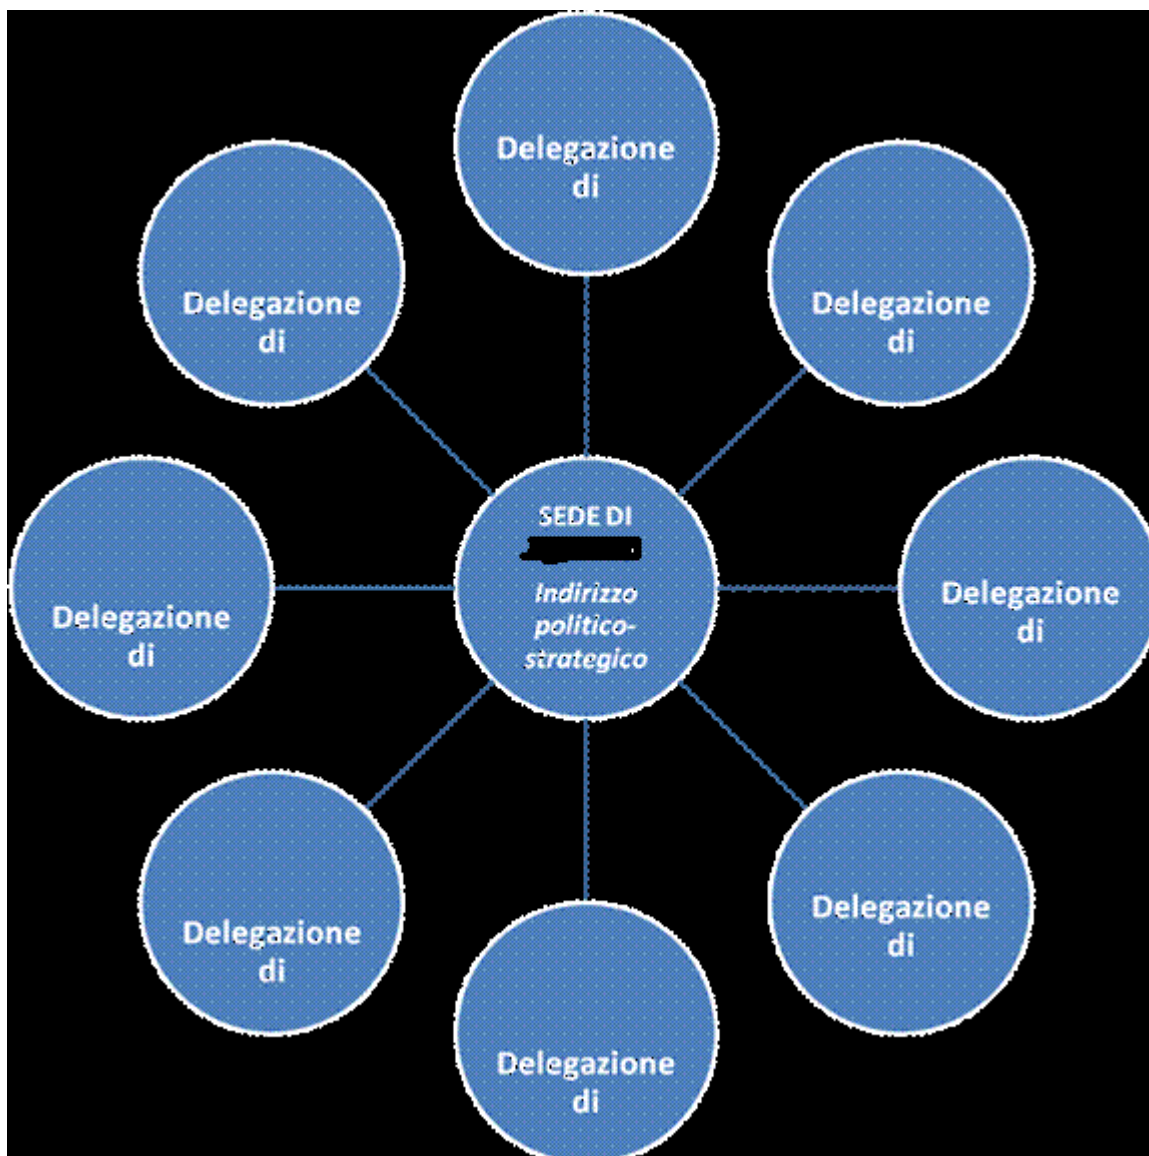 Delegazione
di
Delegazione
di
Delegazione
di
SEDE DI
Indirizzo
politico-
strategico
Delegazione
di
Delegazione
di
Delegazione
di
Delegazione
di
Delegazione
di